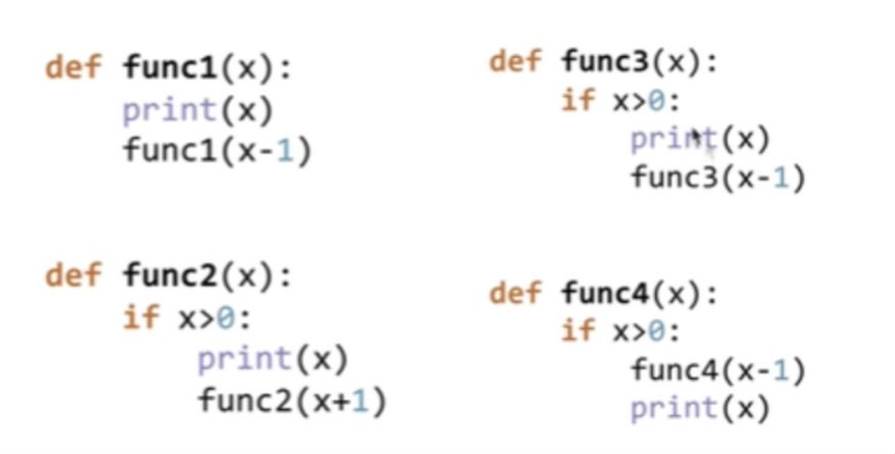 def func1(x):
    print(x)
    func1(x-1)
def func2(x):
    if x>0:
        print(x)
        func2(x+1)
def func3(x):
    if x>0:
        print(x)
        func3(x-1)
def func4(x):
    if x>0:
        func4(x-1)
        print(x)